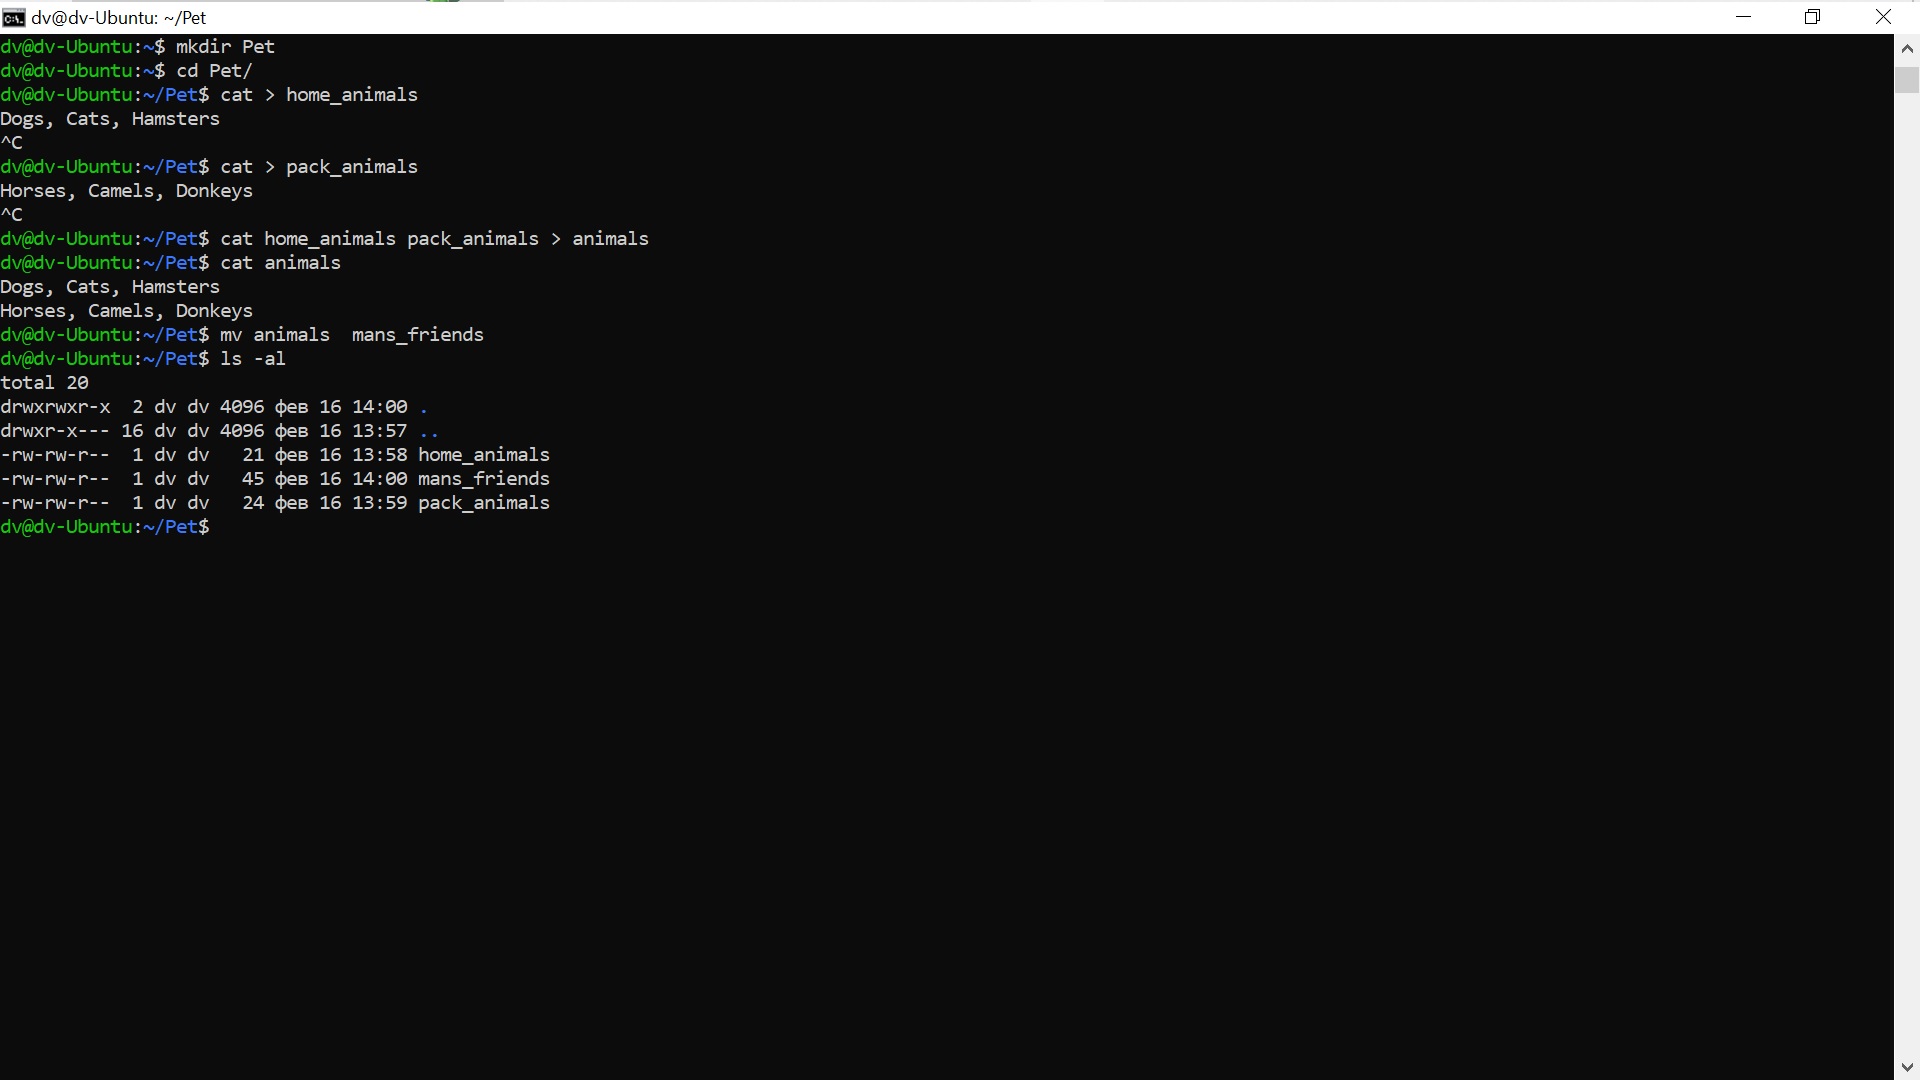 dv@dv-Ubuntu: ~/Pet
dv@dv-Ubuntu:~$ mkdir Pet
dv@dv-Ubuntu:~$ cd Pet/
dv@dv-Ubuntu:~/Pet$ cat > home_animals
Dogs, Cats, Hamsters
^C
dv@dv-Ubuntu:~/Pet$ cat > pack_animals
Horses, Camels, Donkeys
^C
dv@dv-Ubuntu:~/Pet$ cat home_animals pack_animals > animals
dv@dv-Ubuntu:~/Pet$ cat animals
Dogs, Cats, Hamsters
Horses, Camels, Donkeys
dv@dv-Ubuntu:~/Pet$ mv animals  mans_friends
dv@dv-Ubuntu:~/Pet$ ls -al
total 20
drwxrwxr-x  2 dv dv 4096 фев 16 14:00 .
drwxr-x--- 16 dv dv 4096 фев 16 13:57 ..
-rw-rw-r--  1 dv dv   21 фев 16 13:58 home_animals
-rw-rw-r--  1 dv dv   45 фев 16 14:00 mans_friends
-rw-rw-r--  1 dv dv   24 фев 16 13:59 pack_animals
dv@dv-Ubuntu:~/Pet$